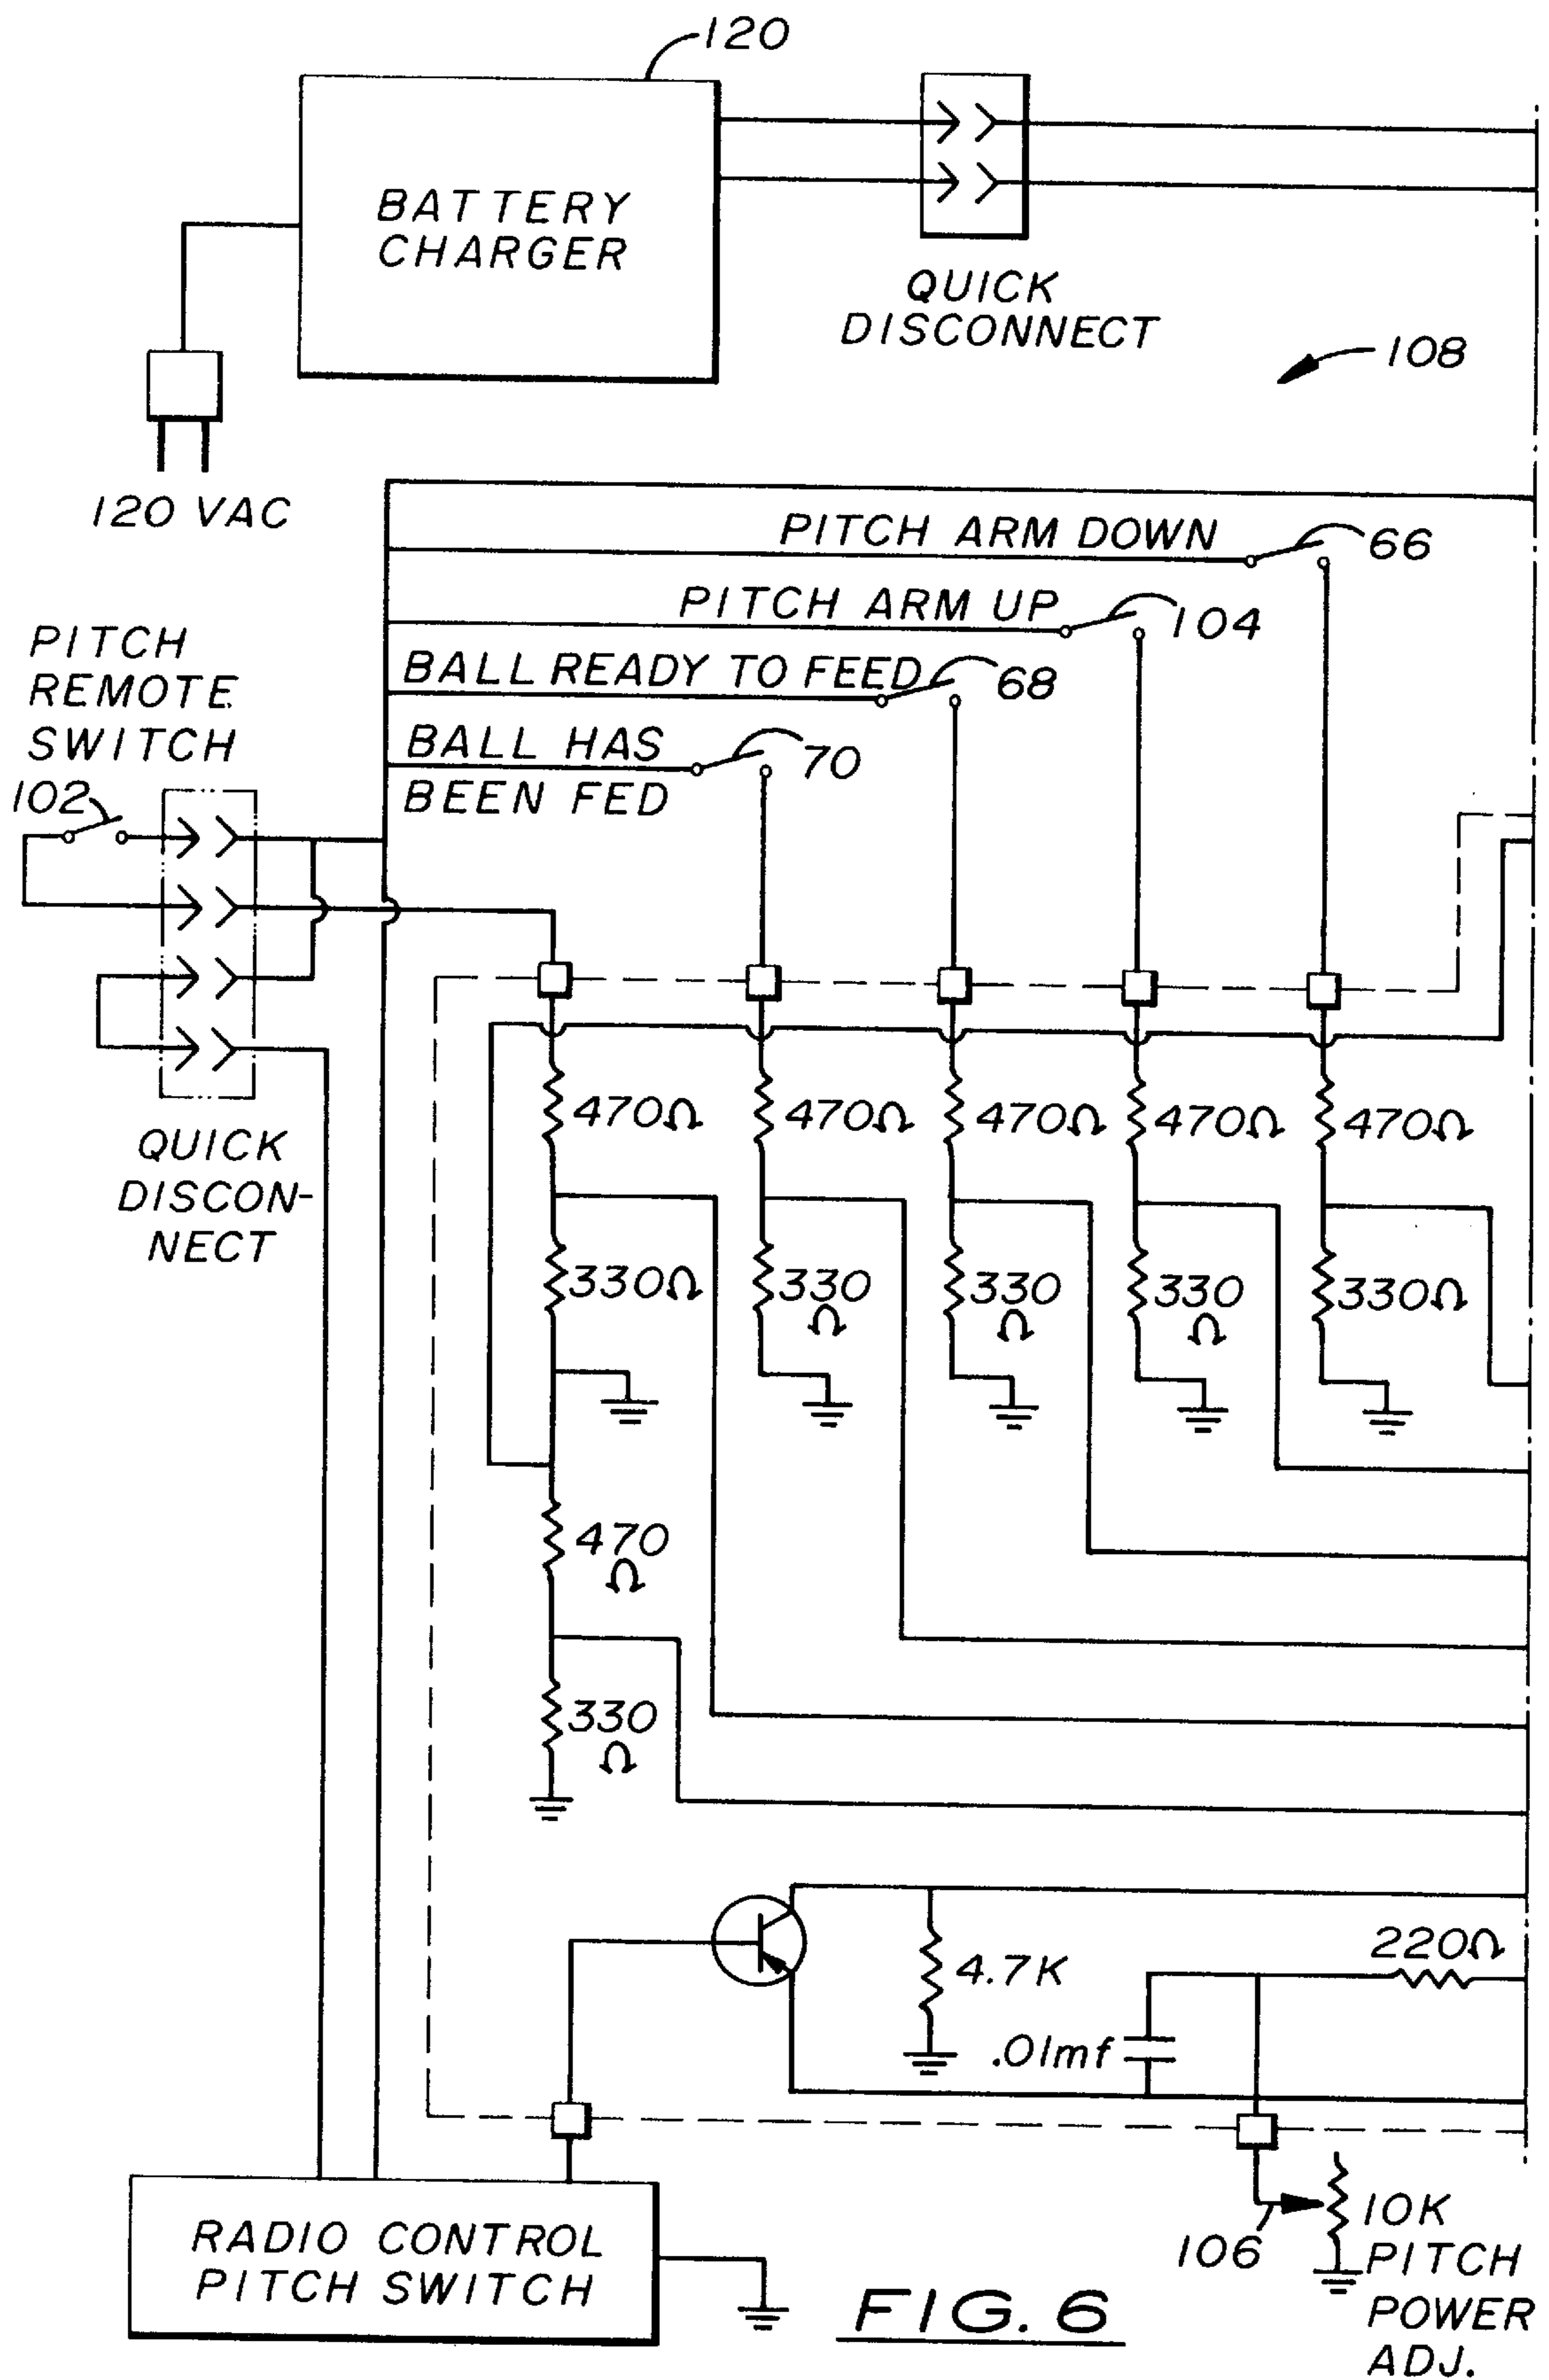 120
BATTERY
CHARGER
QUICK
DISCONNECT
108
120 VAC
PITCH ARM DOWN
66
PITCH ARM UP
104
BALL READY TO FEED
68
BALL HAS
BEEN FED
70
PITCH
REMOTE
SWITCH
102
QUICK
DISCON-
NECT
470Ω
470Ω
470Ω
470Ω
470Ω
330Ω
330
Ω
330
Ω
330
Ω
330Ω
470
Ω
330
Ω
4.7K
220Ω
.01mf
RADIO CONTROL
PITCH SWITCH
106
10K
PITCH
POWER
ADJ.
FIG. 6